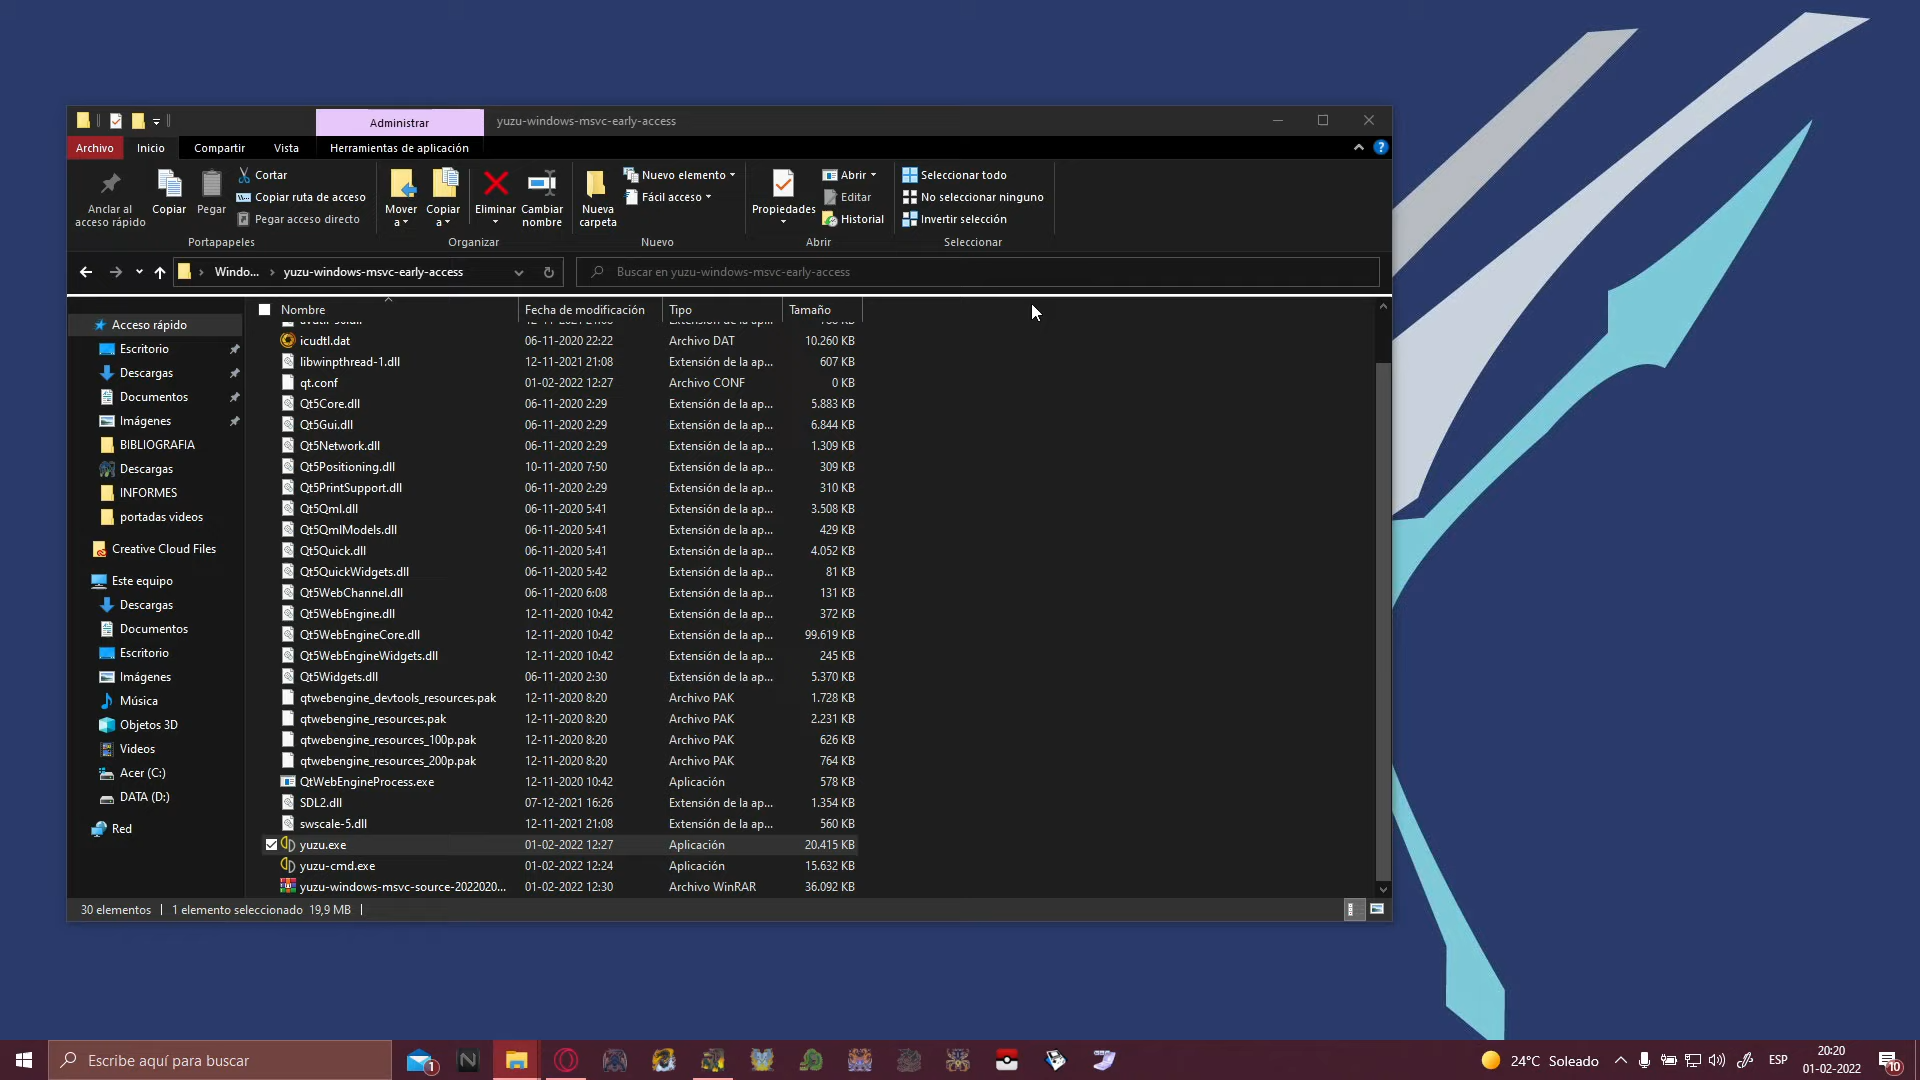 Administrar
yuzu-windows-msvc-early-access
Archivo
Inicio
Compartir
Vista
Herramientas de aplicación
Anclar al acceso rápido
Copiar
Pegar
Cortar
Copiar ruta de acceso
Pegar acceso directo
Portapapeles
Mover a
Copiar a
Eliminar
Cambiar nombre
Organizar
Nueva carpeta
Nuevo elemento
Fácil acceso
Nuevo
Propiedades
Abrir
Editar
Historial
Abrir
Seleccionar todo
No seleccionar ninguno
Invertir selección
Seleccionar
Windo...
yuzu-windows-msvc-early-access
Buscar en yuzu-windows-msvc-early-access
Acceso rápido
Escritorio
Descargas
Documentos
Imágenes
BIBLIOGRAFIA
Descargas
INFORMES
portadas videos
Creative Cloud Files
Este equipo
Descargas
Documentos
Escritorio
Imágenes
Música
Objetos 3D
Videos
Acer (C:)
DATA (D:)
Red
Nombre Fecha de modificación Tipo Tamaño
icudtl.dat 06-11-2020 22:22 Archivo DAT 10.260 KB
libwinpthread-1.dll 12-11-2021 21:08 Extensión de la ap... 607 KB
qt.conf 01-02-2022 12:27 Archivo CONF 0 KB
Qt5Core.dll 06-11-2020 2:29 Extensión de la ap... 5.883 KB
Qt5Gui.dll 06-11-2020 2:29 Extensión de la ap... 6.844 KB
Qt5Network.dll 06-11-2020 2:29 Extensión de la ap... 1.309 KB
Qt5Positioning.dll 10-11-2020 7:50 Extensión de la ap... 309 KB
Qt5PrintSupport.dll 06-11-2020 2:29 Extensión de la ap... 310 KB
Qt5Qml.dll 06-11-2020 5:41 Extensión de la ap... 3.508 KB
Qt5QmlModels.dll 06-11-2020 5:41 Extensión de la ap... 429 KB
Qt5Quick.dll 06-11-2020 5:41 Extensión de la ap... 4.052 KB
Qt5QuickWidgets.dll 06-11-2020 5:42 Extensión de la ap... 81 KB
Qt5WebChannel.dll 06-11-2020 6:08 Extensión de la ap... 131 KB
Qt5WebEngine.dll 12-11-2020 10:42 Extensión de la ap... 372 KB
Qt5WebEngineCore.dll 12-11-2020 10:42 Extensión de la ap... 99.619 KB
Qt5WebEngineWidgets.dll 12-11-2020 10:42 Extensión de la ap... 245 KB
Qt5Widgets.dll 06-11-2020 2:30 Extensión de la ap... 5.370 KB
qtwebengine_devtools_resources.pak 12-11-2020 8:20 Archivo PAK 1.728 KB
qtwebengine_resources.pak 12-11-2020 8:20 Archivo PAK 2.231 KB
qtwebengine_resources_100p.pak 12-11-2020 8:20 Archivo PAK 626 KB
qtwebengine_resources_200p.pak 12-11-2020 8:20 Archivo PAK 764 KB
QtWebEngineProcess.exe 12-11-2020 10:42 Aplicación 578 KB
SDL2.dll 07-12-2021 16:26 Extensión de la ap... 1.354 KB
swscale-5.dll 12-11-2021 21:08 Extensión de la ap... 560 KB
yuzu.exe 01-02-2022 12:27 Aplicación 20.415 KB
yuzu-cmd.exe 01-02-2022 12:24 Aplicación 15.632 KB
yuzu-windows-msvc-source-2022020... 01-02-2022 12:30 Archivo WinRAR 36.092 KB
30 elementos 1 elemento seleccionado 19,9 MB
Escribe aquí para buscar
1
24°C Soleado
ESP
20:20
01-02-2022
10